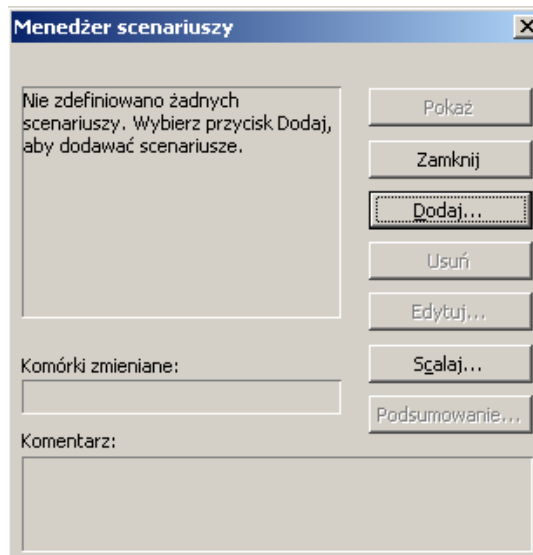 Menedżer scenariuszy
Nie zdefiniowano żadnych
scenariuszy. Wybierz przycisk Dodaj,
aby dodawać scenariusze.
Pokaż
Zamknij
Dodaj...
Usuń
Edytuj...
Scalaj...
Podsumowanie...
Komórki zmieniane:
Komentarz: